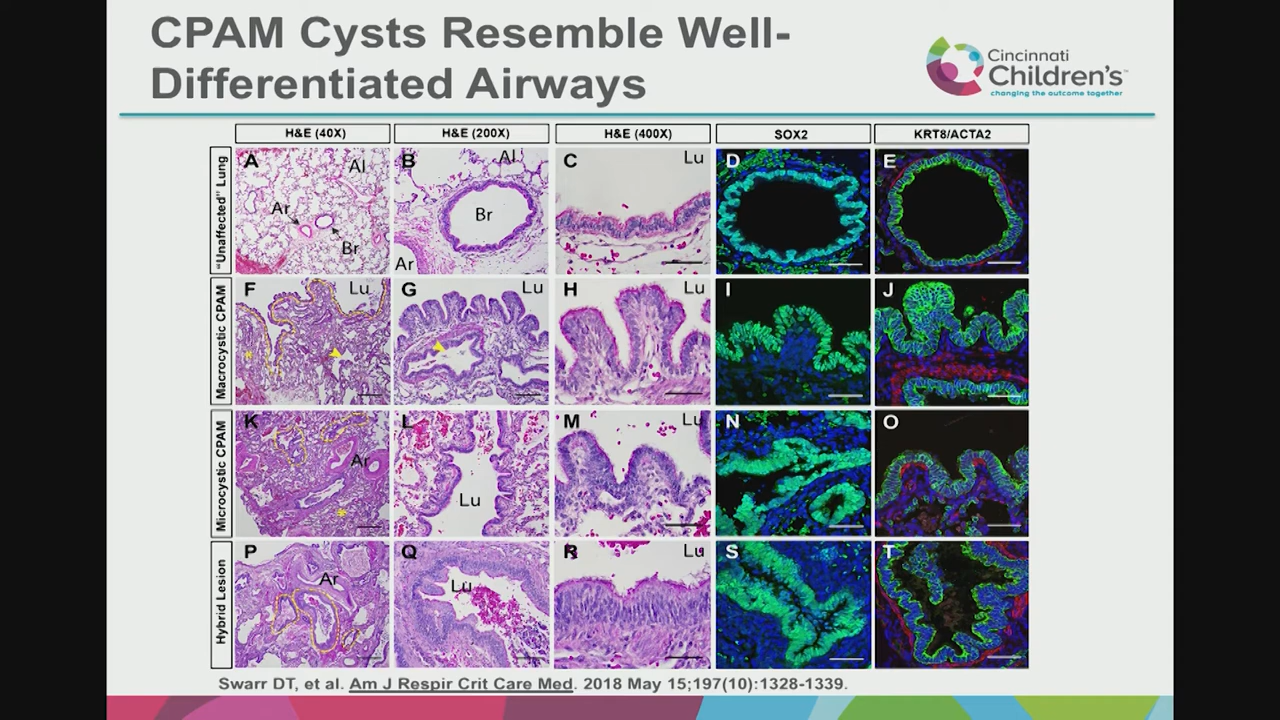 CPAM Cysts Resemble Well-
Differentiated Airways
Cincinnati
Children's™
changing the outcome together
H&E (40X)
H&E (200X)
H&E (400X)
SOX2
KRT8/ACTA2
"Unaffected" Lung
A
Al
Ar
Br
B
Al
Br
Ar
C
Lu
D
E
Macrocystic CPAM
F
Lu
*
G
Lu
H
Lu
I
J
Microcystic CPAM
K
Ar
*
L
Lu
M
Lu
N
O
Hybrid Lesion
P
Ar
Q
Lu
R
Lu
S
T
Swarr DT, et al. Am J Respir Crit Care Med. 2018 May 15;197(10):1328-1339.